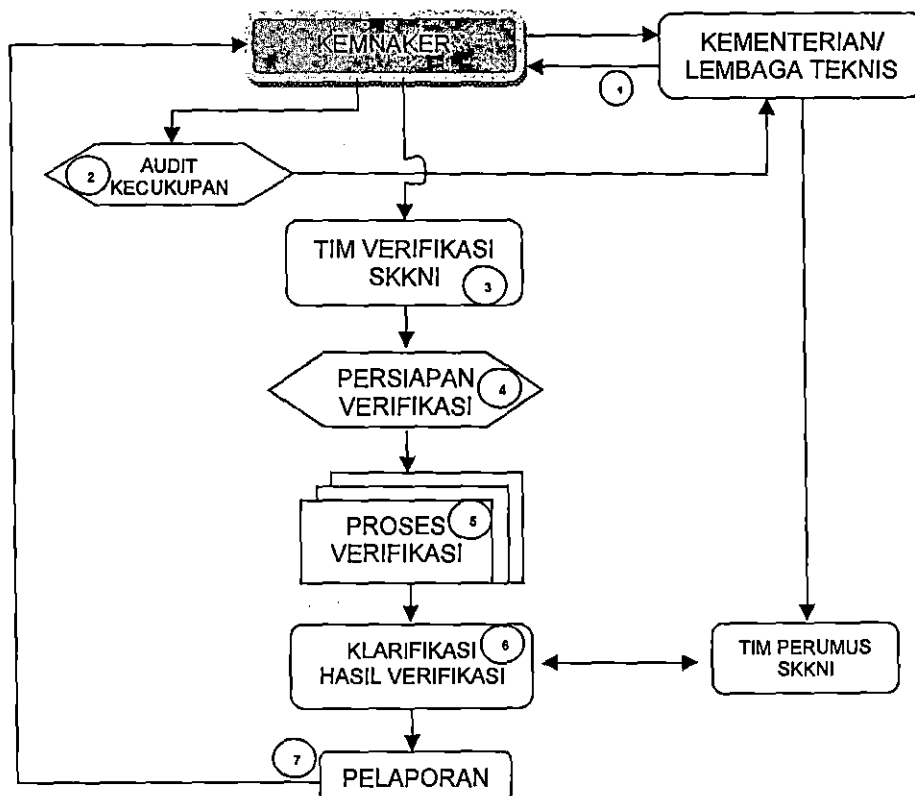 KEMNAKER
KEMENTERIAN/
LEMBAGA TEKNIS
1
2
AUDIT
KECUKUPAN
TIM VERIFIKASI
SKKNI
3
PERSIAPAN
VERIFIKASI
4
PROSES
VERIFIKASI
5
KLARIFIKASI
HASIL VERIFIKASI
6
TIM PERUMUS
SKKNI
7
PELAPORAN